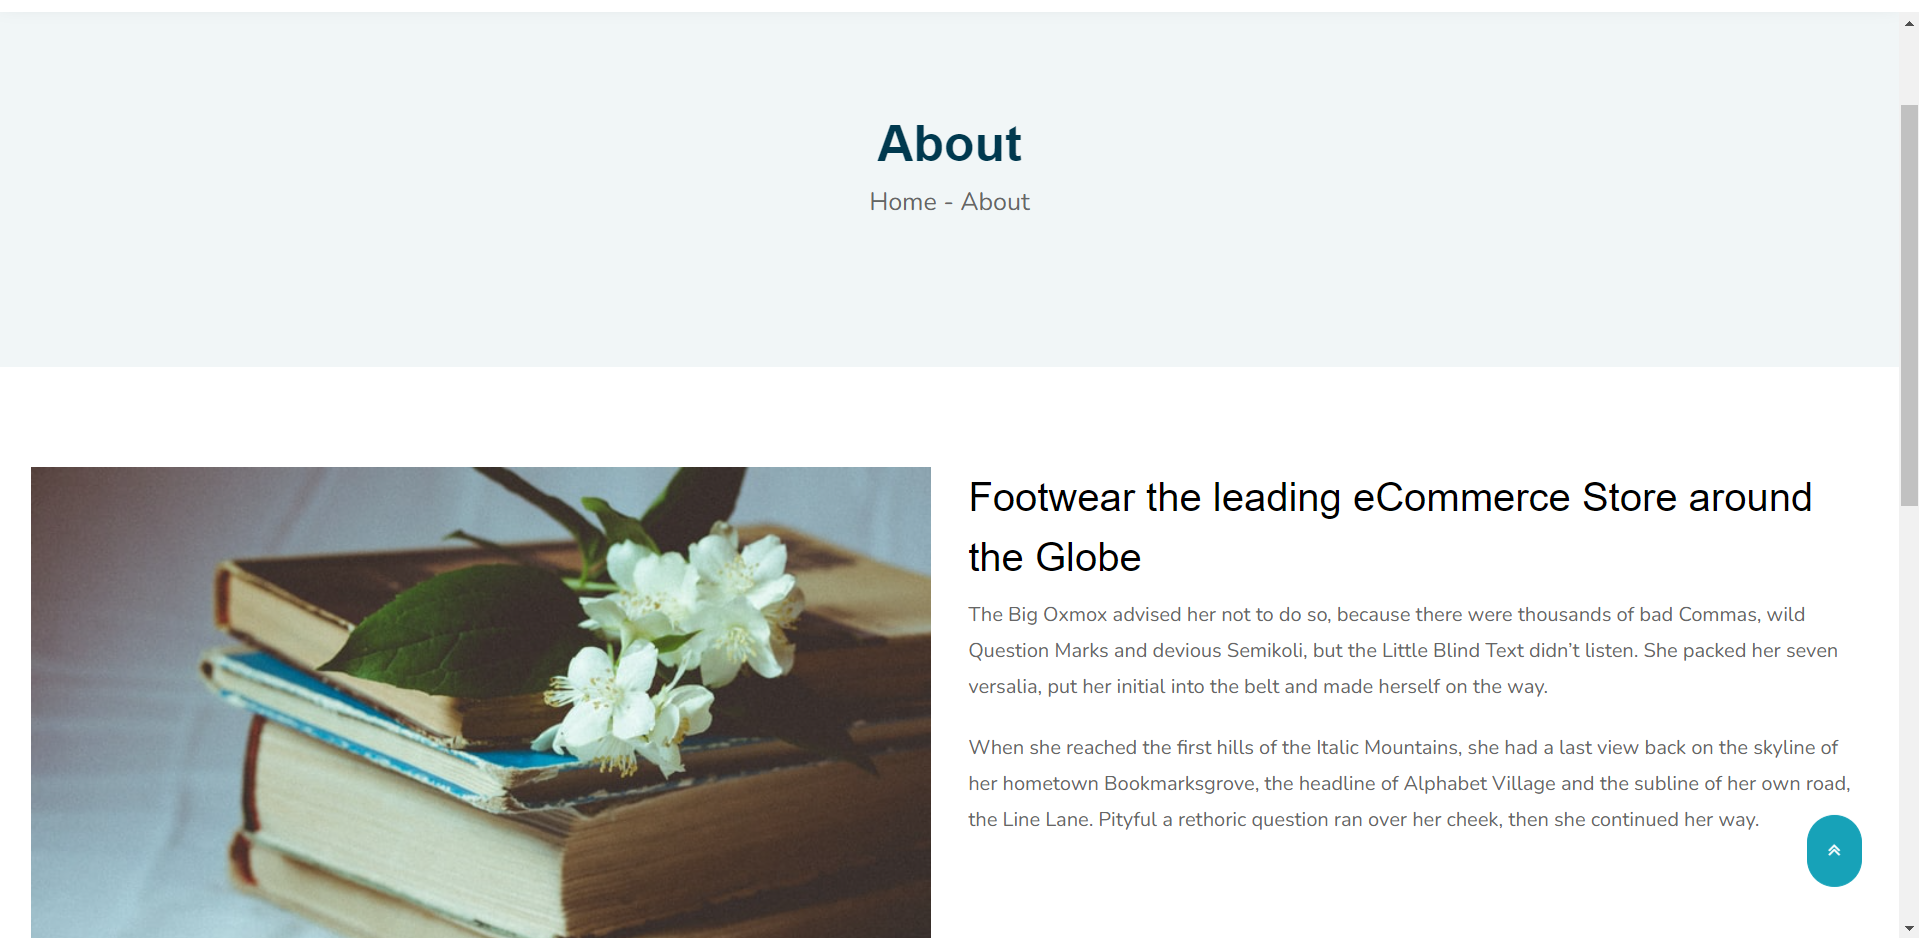 About
Home - About
Footwear the leading eCommerce Store around
the Globe
The Big Oxmox advised her not to do so, because there were thousands of bad Commas, wild
Question Marks and devious Semikoli, but the Little Blind Text didn’t listen. She packed her seven
versalia, put her initial into the belt and made herself on the way.
When she reached the first hills of the Italic Mountains, she had a last view back on the skyline of
her hometown Bookmarksgrove, the headline of Alphabet Village and the subline of her own road,
the Line Lane. Pityful a rethoric question ran over her cheek, then she continued her way.